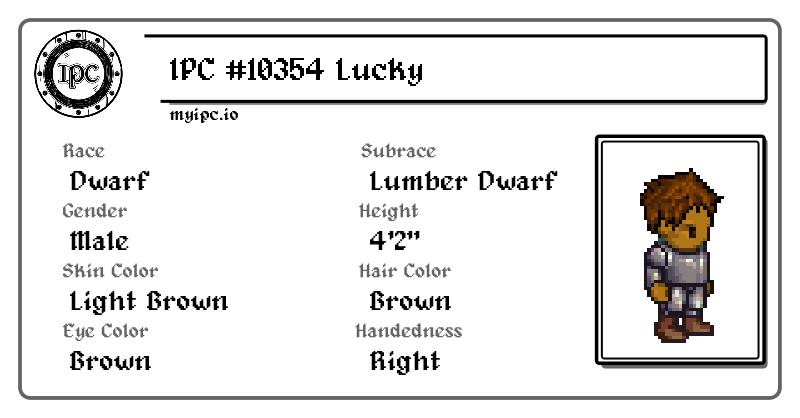 IPC
IPC #10354 Lucky
myipc.io
Race
Dwarf
Subrace
Lumber Dwarf
Gender
Male
Height
4'2"
Skin Color
Light Brown
Hair Color
Brown
Eye Color
Brown
Handedness
Right